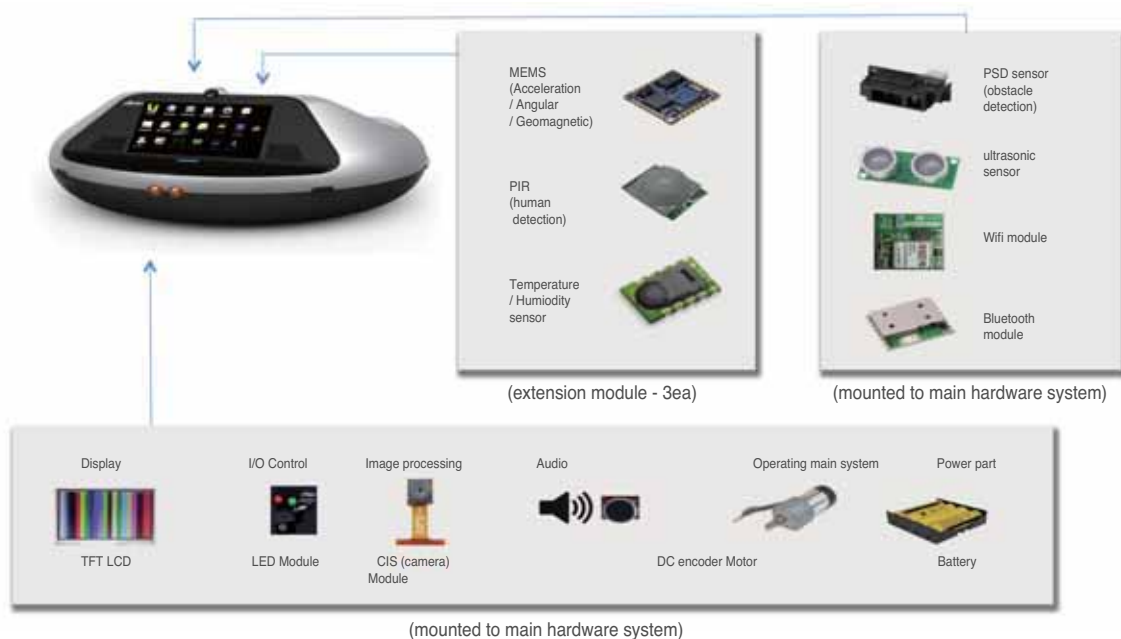 MEMS
(Acceleration
/ Angular
/ Geomagnetic)
PIR
(human
detection)
Temperature
/ Humiodity
sensor
(extension module - 3ea)
PSD sensor
(obstacle
detection)
ultrasonic
sensor
Wifi module
Bluetooth
module
(mounted to main hardware system)
Display
TFT LCD
I/O Control
LED Module
Image processing
CIS (camera)
Module
Audio
Operating main system
DC encoder Motor
Power part
Battery
(mounted to main hardware system)